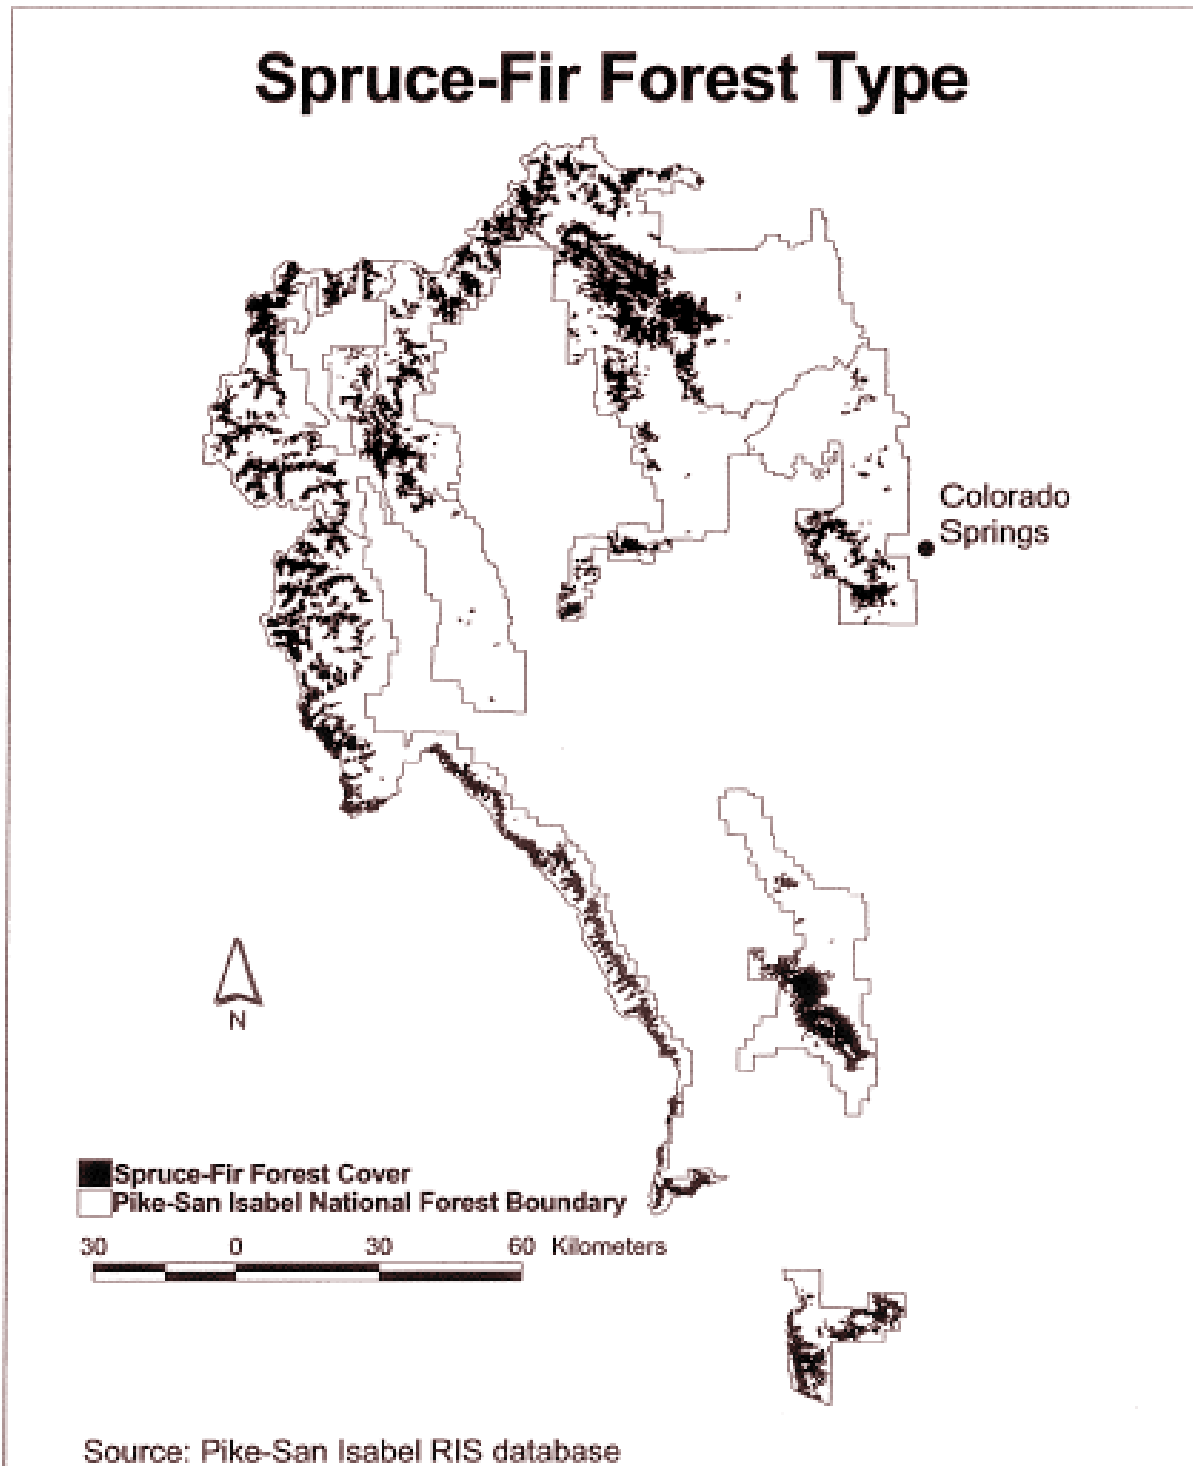 Spruce-Fir Forest Type
Colorado
Springs
N
Spruce-Fir Forest Cover
Pike-San Isabel National Forest Boundary
30 0 30 60 Kilometers
Source: Pike-San Isabel RIS database